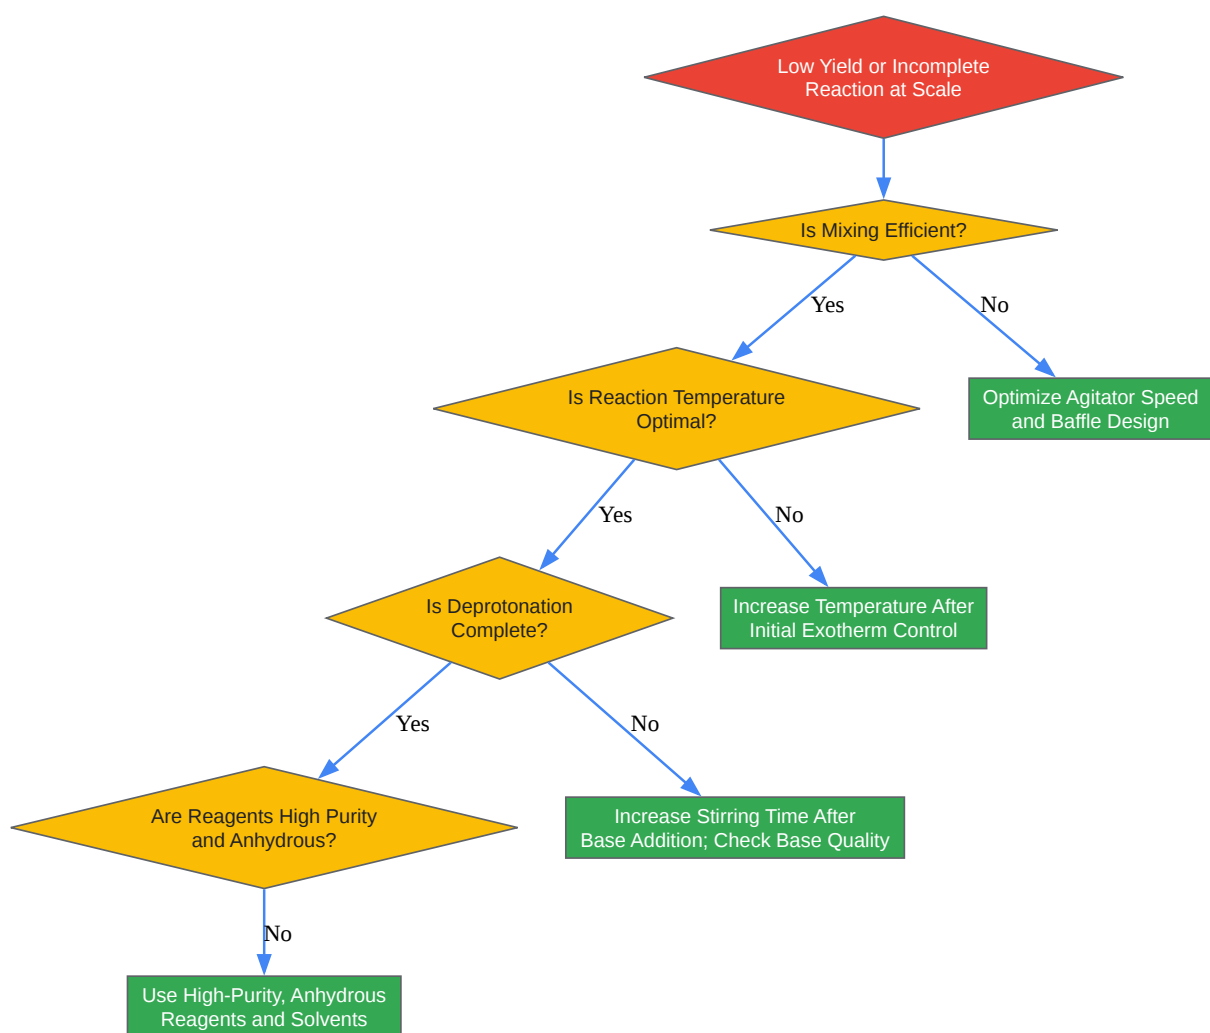 Low Yield or Incomplete
Reaction at Scale
Is Mixing Efficient?
Yes
No
Is Reaction Temperature
Optimal?
Optimize Agitator Speed
and Baffle Design
Yes
No
Is Deprotonation
Complete?
Increase Temperature After
Initial Exotherm Control
Yes
No
Are Reagents High Purity
and Anhydrous?
Increase Stirring Time After
Base Addition; Check Base Quality
No
Use High-Purity, Anhydrous
Reagents and Solvents